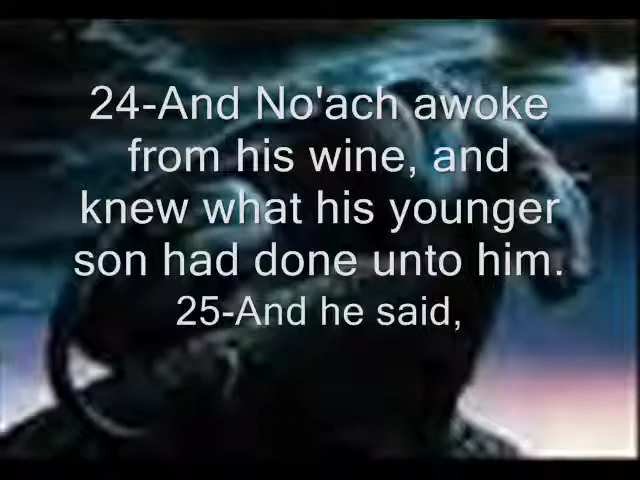 24-And No'ach awoke
from his wine, and
knew what his younger
son had done unto him.
25-And he said,